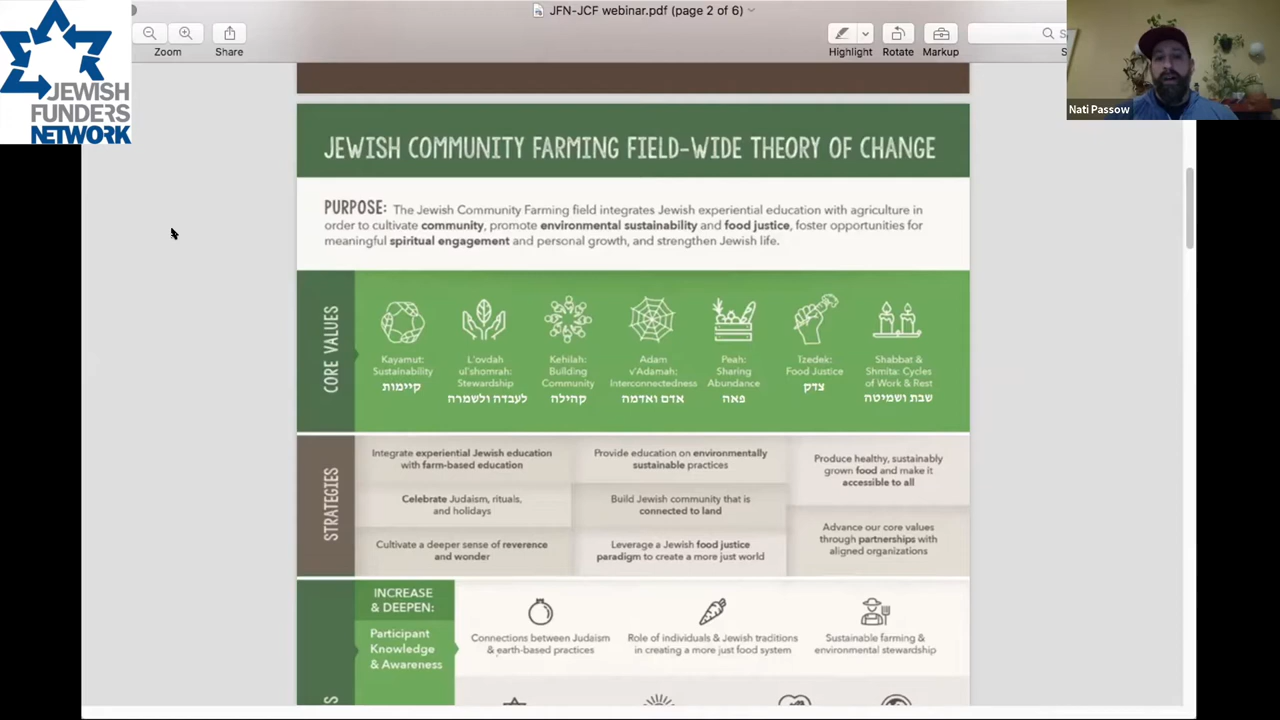 JFN-JCF webinar.pdf (page 2 of 6)
Zoom
Share
Highlight
Rotate
Markup
JEWISH
FUNDERS
NETWORK
Nati Passow
JEWISH COMMUNITY FARMING FIELD-WIDE THEORY OF CHANGE
PURPOSE: The Jewish Community Farming field integrates Jewish experiential education with agriculture in
order to cultivate community, promote environmental sustainability and food justice, foster opportunities for
meaningful spiritual engagement and personal growth, and strengthen Jewish life.
CORE VALUES
Kayamut:
Sustainability
קיימות
L'ovdah
ul'shomrah:
Stewardship
לעבדה ולשמרה
Kehilah:
Building
Community
קהילה
Adam
v'Adamah:
Interconnectedness
אדם ואדמה
Peah:
Sharing
Abundance
פאה
Tzedek:
Food Justice
צדק
Shabbat &
Shmita: Cycles
of Work & Rest
שבת ושמיטה
STRATEGIES
Integrate experiential Jewish education
with farm-based education
Celebrate Judaism, rituals,
and holidays
Cultivate a deeper sense of reverence
and wonder
Provide education on environmentally
sustainable practices
Build Jewish community that is
connected to land
Leverage a Jewish food justice
paradigm to create a more just world
Produce healthy, sustainably
grown food and make it
accessible to all
Advance our core values
through partnerships with
aligned organizations
INCREASE
& DEEPEN:
Participant
Knowledge
& Awareness
Connections between Judaism
& earth-based practices
Role of individuals & Jewish traditions
in creating a more just food system
Sustainable farming &
environmental stewardship